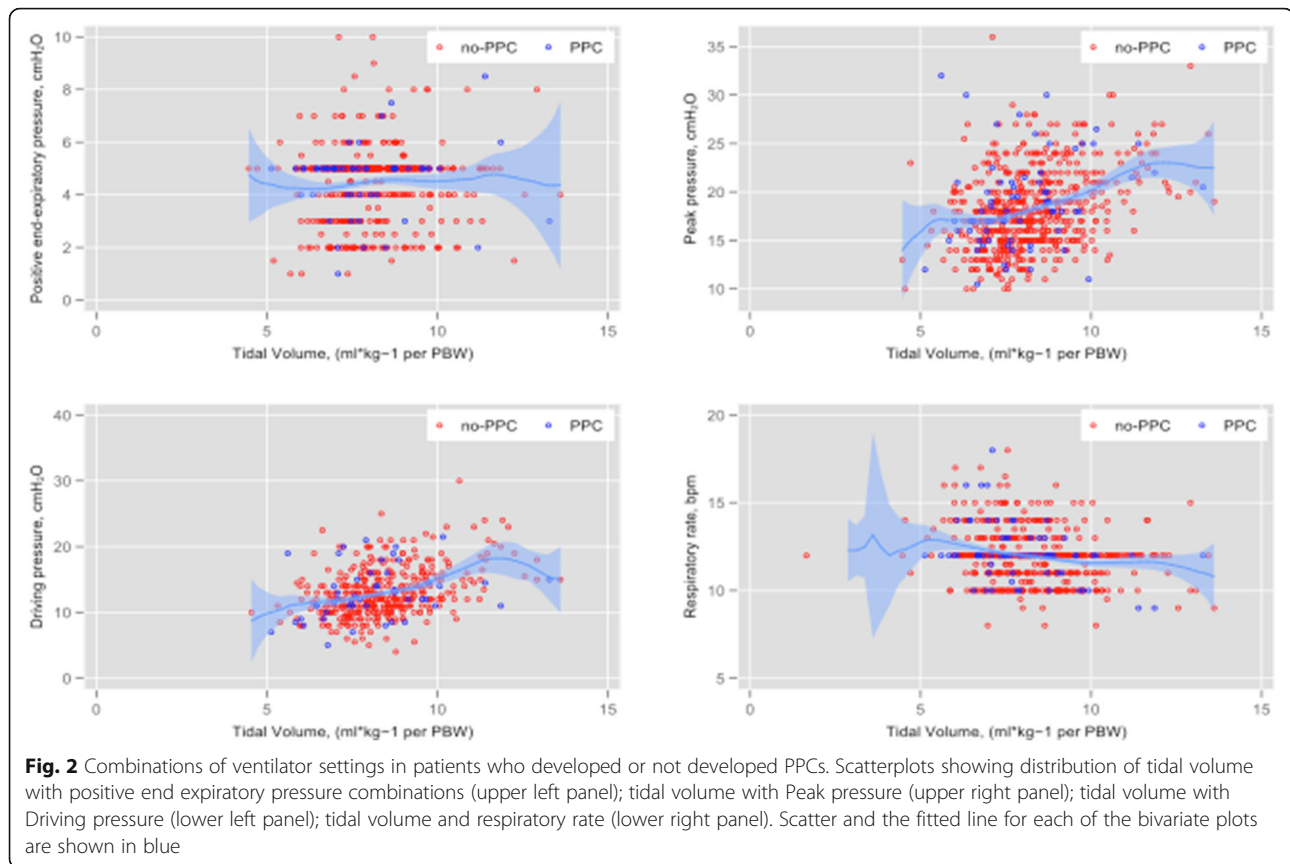 Positive end-expiratory pressure, cmH₂O
10
8
6
4
2
0
no-PPC PPC
0 5 10 15
Tidal Volume, (ml*kg−1 per PBW)
Peak pressure, cmH₂O
35
30
25
20
15
10
no-PPC PPC
0 5 10 15
Tidal Volume, (ml*kg−1 per PBW)
Driving pressure, cmH₂O
40
30
20
10
0
no-PPC PPC
0 5 10 15
Tidal Volume, (ml*kg−1 per PBW)
Respiratory rate, bpm
20
15
10
5
no-PPC PPC
0 5 10 15
Tidal Volume, (ml*kg−1 per PBW)
Fig. 2 Combinations of ventilator settings in patients who developed or not developed PPCs. Scatterplots showing distribution of tidal volume
with positive end expiratory pressure combinations (upper left panel); tidal volume with Peak pressure (upper right panel); tidal volume with
Driving pressure (lower left panel); tidal volume and respiratory rate (lower right panel). Scatter and the fitted line for each of the bivariate plots
are shown in blue